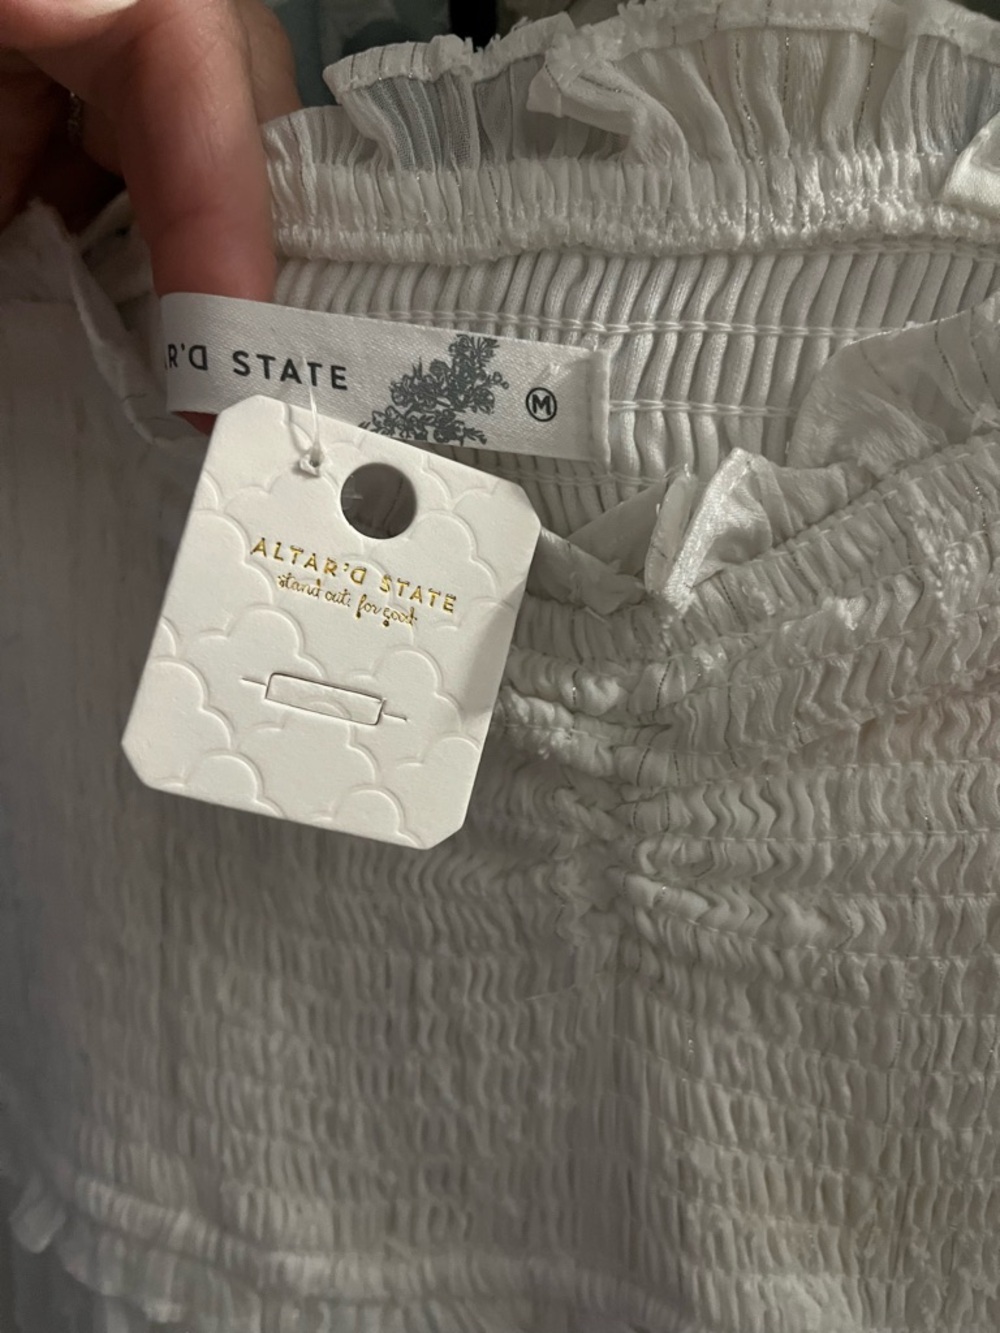 R'D STATE
M
ALTAR'D STATE
stand out. for good.